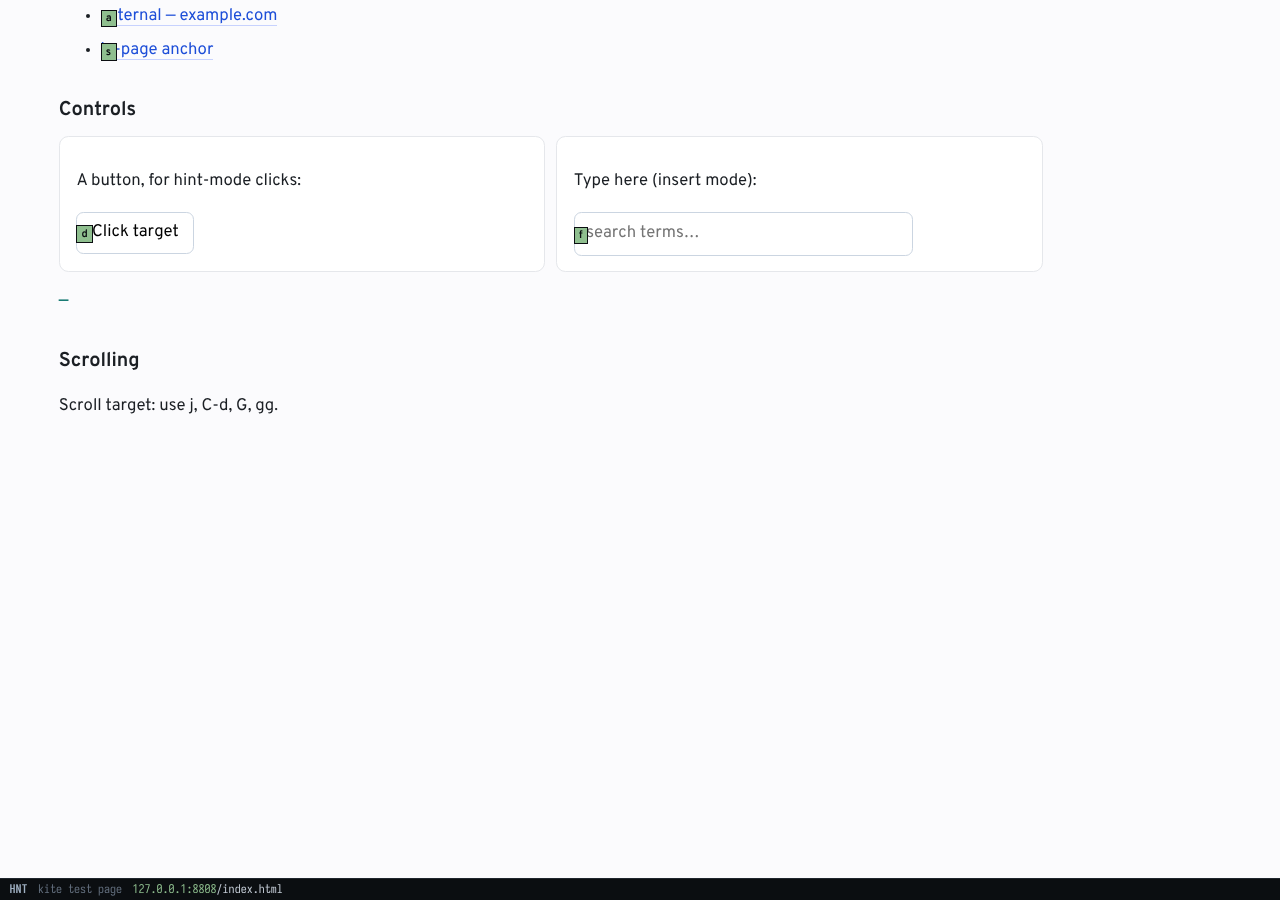 a ternal — example.com
s -page anchor
Controls
A button, for hint-mode clicks:
d Click target
Type here (insert mode):
f search terms...
—
Scrolling
Scroll target: use j, C-d, G, gg.
HNT kite test page 127.0.0.1:8808/index.html